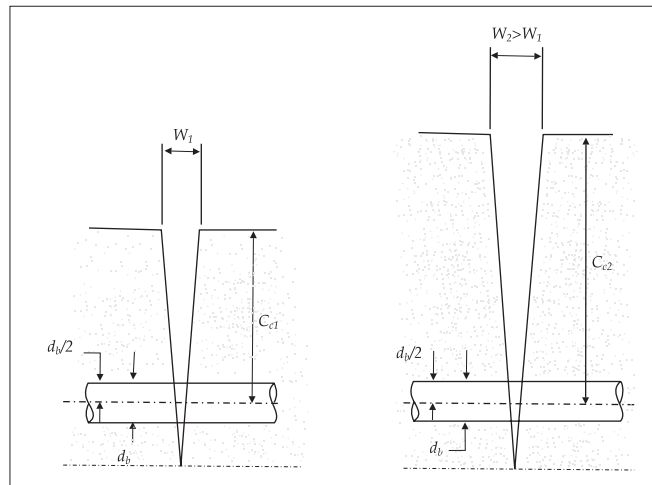 W₂>W₁
W₁
C_c2
C_c1
d_b/2
d_b/2
d_b
d_b